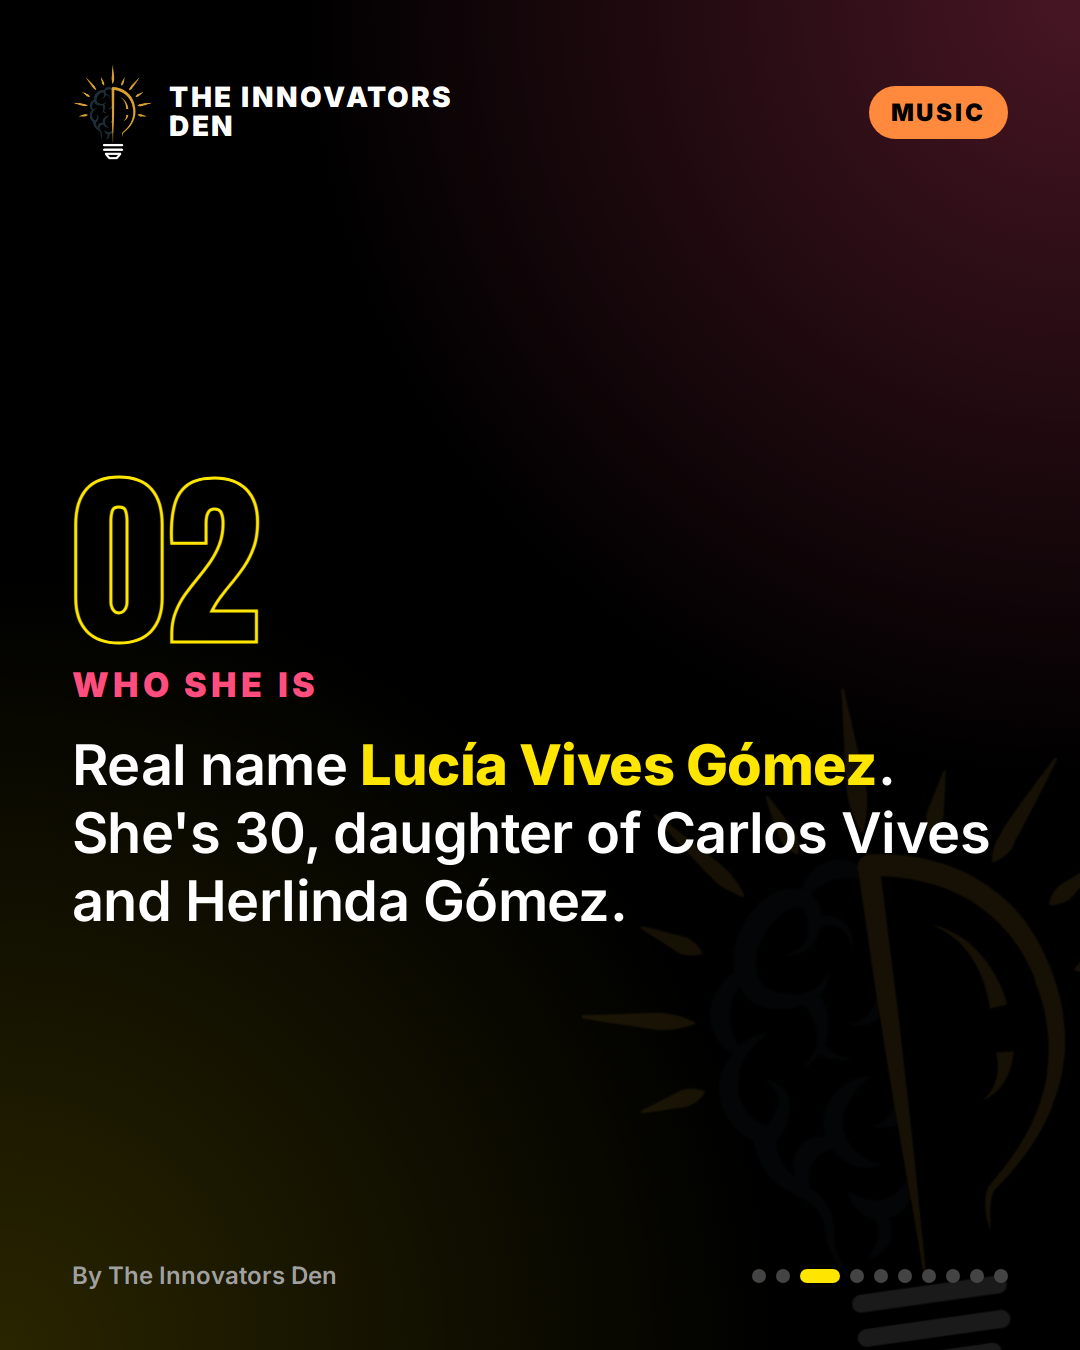 THE INNOVATORS
DEN
MUSIC
02
WHO SHE IS
Real name Lucía Vives Gómez.
She's 30, daughter of Carlos Vives
and Herlinda Gómez.
By The Innovators Den